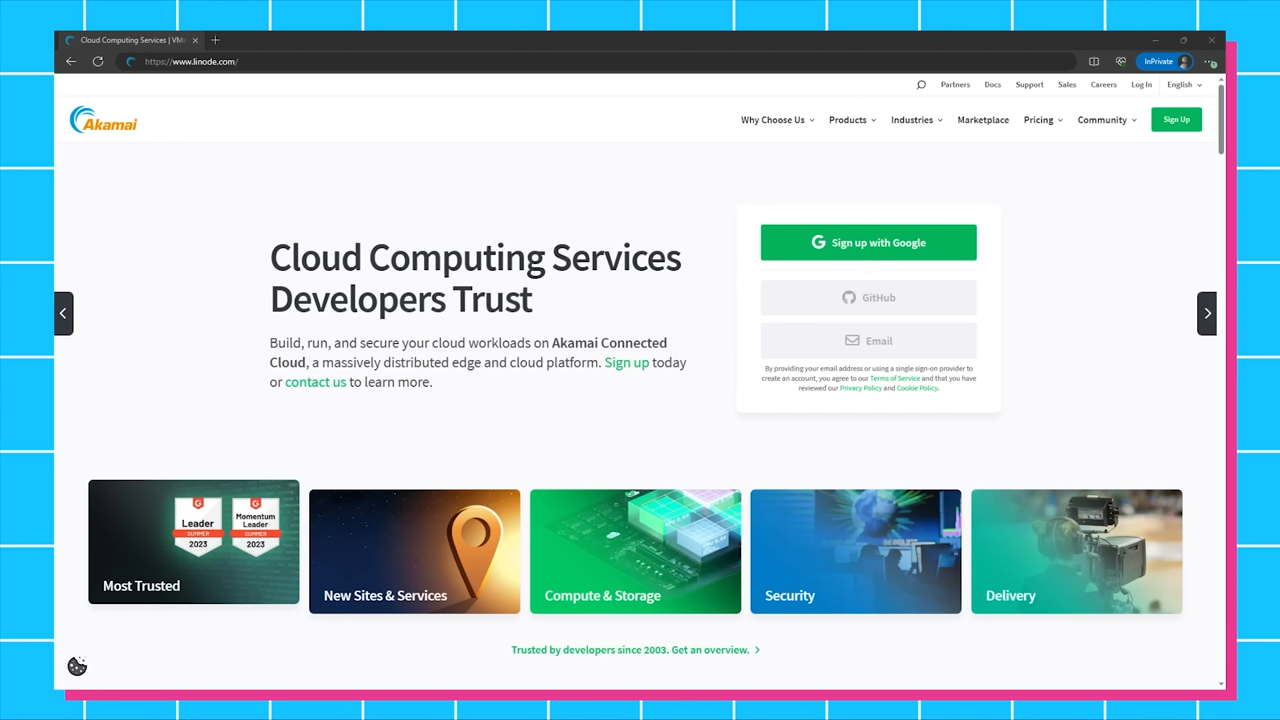 Cloud Computing Services | VM
https://www.linode.com/
InPrivate
Partners
Docs
Support
Sales
Careers
Log In
English
Akamai
Why Choose Us
Products
Industries
Marketplace
Pricing
Community
Sign Up
Cloud Computing Services
Developers Trust
Build, run, and secure your cloud workloads on Akamai Connected
Cloud, a massively distributed edge and cloud platform. Sign up today
or contact us to learn more.
Sign up with Google
GitHub
Email
By providing your email address or using a single sign-on provider to
create an account, you agree to our Terms of Service and that you have
reviewed our Privacy Policy and Cookie Policy.
Leader
SUMMER
2023
Momentum
Leader
SUMMER
2023
Most Trusted
New Sites & Services
Compute & Storage
Security
Delivery
Trusted by developers since 2003. Get an overview.